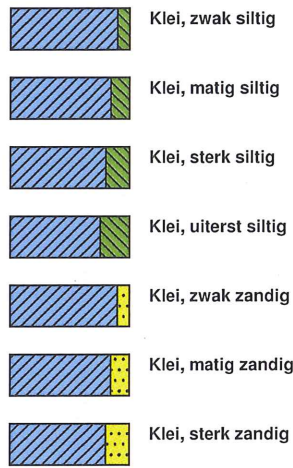 Klei, zwak siltig
Klei, matig siltig
Klei, sterk siltig
Klei, uiterst siltig
Klei, zwak zandig
Klei, matig zandig
Klei, sterk zandig